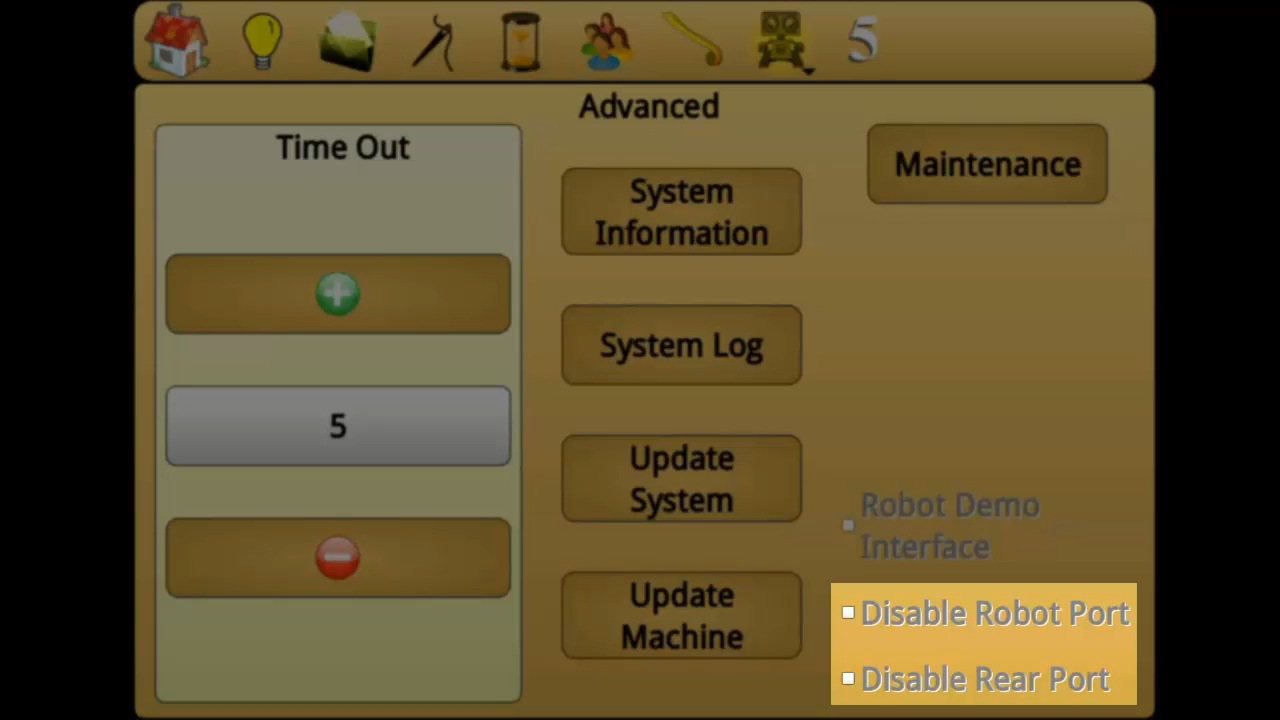 5
Advanced
Time Out
5
System
Information
System Log
Update
System
Update
Machine
Maintenance
Robot Demo
Interface
Disable Robot Port
Disable Rear Port